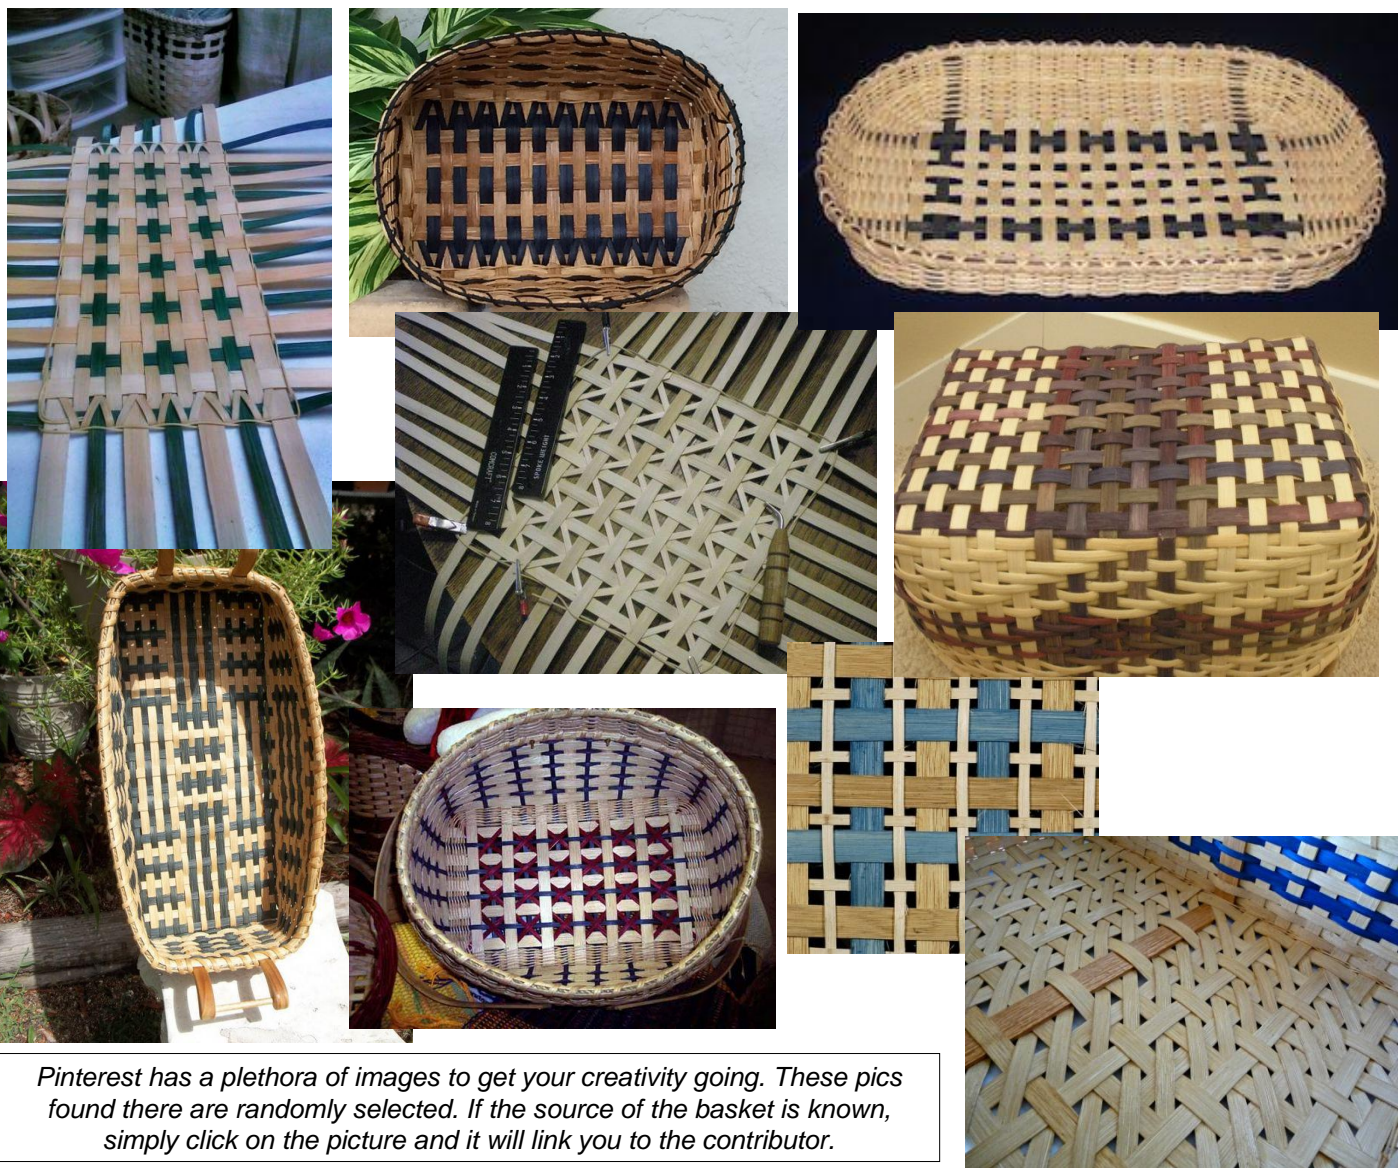 SPOKE WEIGHT
Pinterest has a plethora of images to get your creativity going. These pics
found there are randomly selected. If the source of the basket is known,
simply click on the picture and it will link you to the contributor.